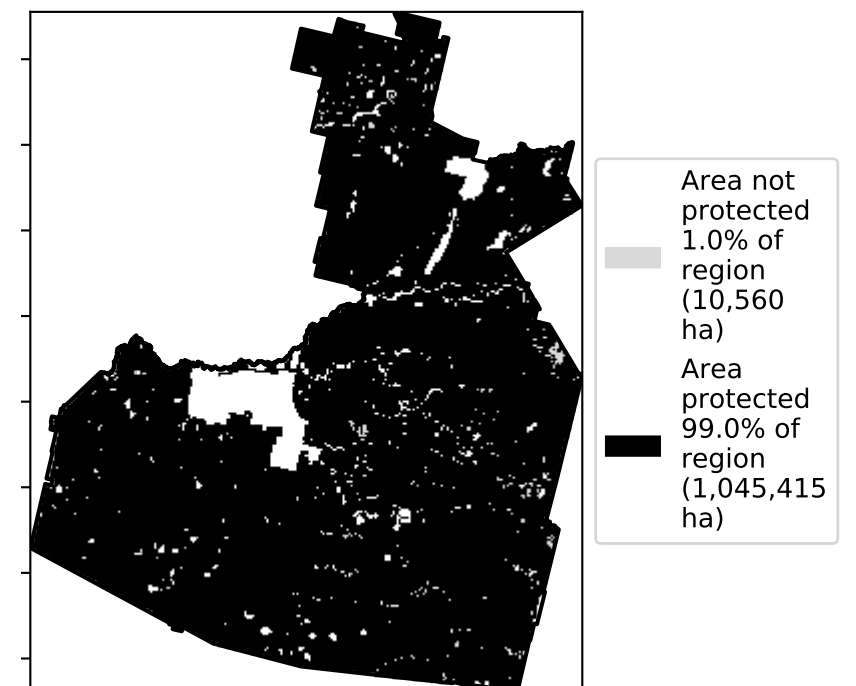 Area not
protected
1.0% of
region
(10,560
ha)
Area
protected
99.0% of
region
(1,045,415
ha)